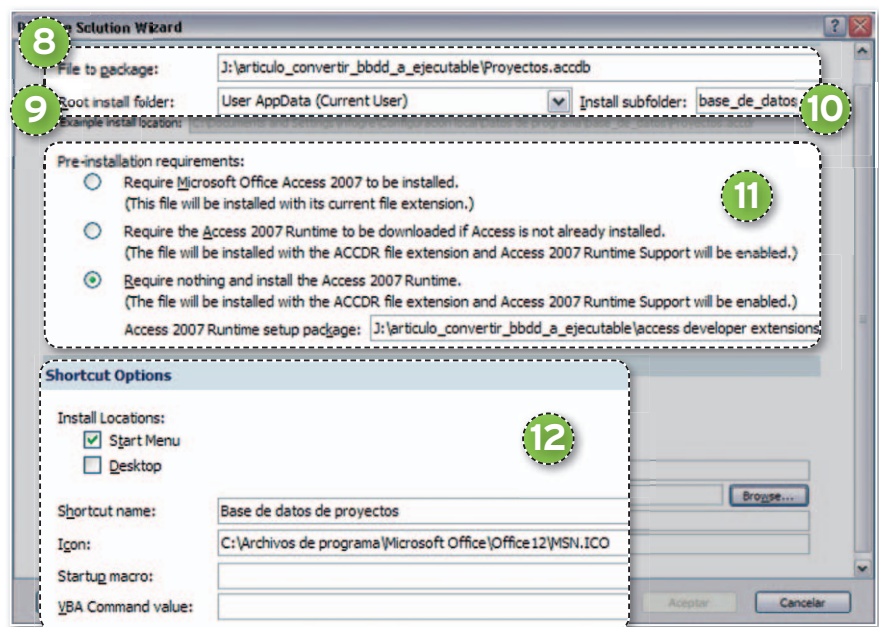 Solution Wizard
8
File to package: J:\articulo_convertir_bbdd_a_ejecutable\Proyectos.accdb
9
Root install folder: User AppData (Current User) Install subfolder: base_de_datos
10
Example install location:
Pre-installation requirements:
11
Require Microsoft Office Access 2007 to be installed.
(This file will be installed with its current file extension.)
Require the Access 2007 Runtime to be downloaded if Access is not already installed.
(The file will be installed with the ACCDR file extension and Access 2007 Runtime Support will be enabled.)
Require nothing and install the Access 2007 Runtime.
(The file will be installed with the ACCDR file extension and Access 2007 Runtime Support will be enabled.)
Access 2007 Runtime setup package: J:\articulo_convertir_bbdd_a_ejecutable\access developer extensions
Shortcut Options
12
Install Locations:
Start Menu
Desktop
Browse...
Shortcut name: Base de datos de proyectos
Icon: C:\Archivos de programa\Microsoft Office\Office12\MSN.ICO
Startup macro:
VBA Command value:
Aceptar Cancelar